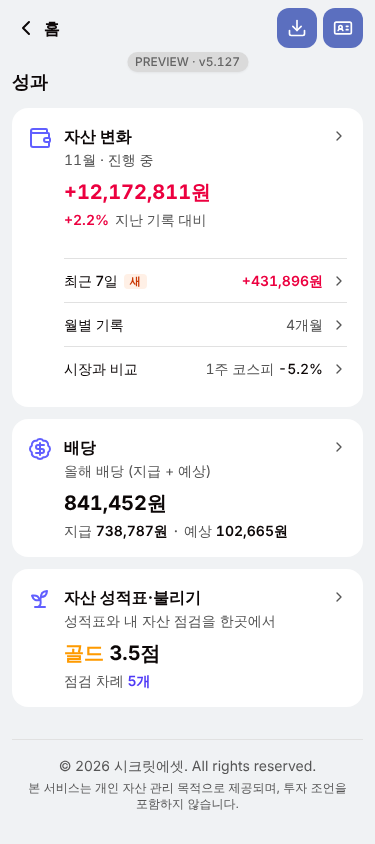 홈
PREVIEW · v5.127
성과
자산 변화
11월 · 진행 중
+12,172,811원
+2.2% 지난 기록 대비
최근 7일 새 +431,896원
월별 기록 4개월
시장과 비교 1주 코스피 -5.2%
배당
올해 배당 (지급 + 예상)
841,452원
지급 738,787원 · 예상 102,665원
자산 성적표·불리기
성적표와 내 자산 점검을 한곳에서
골드 3.5점
점검 차례 5개
© 2026 시크릿에셋. All rights reserved.
본 서비스는 개인 자산 관리 목적으로 제공되며, 투자 조언을
포함하지 않습니다.